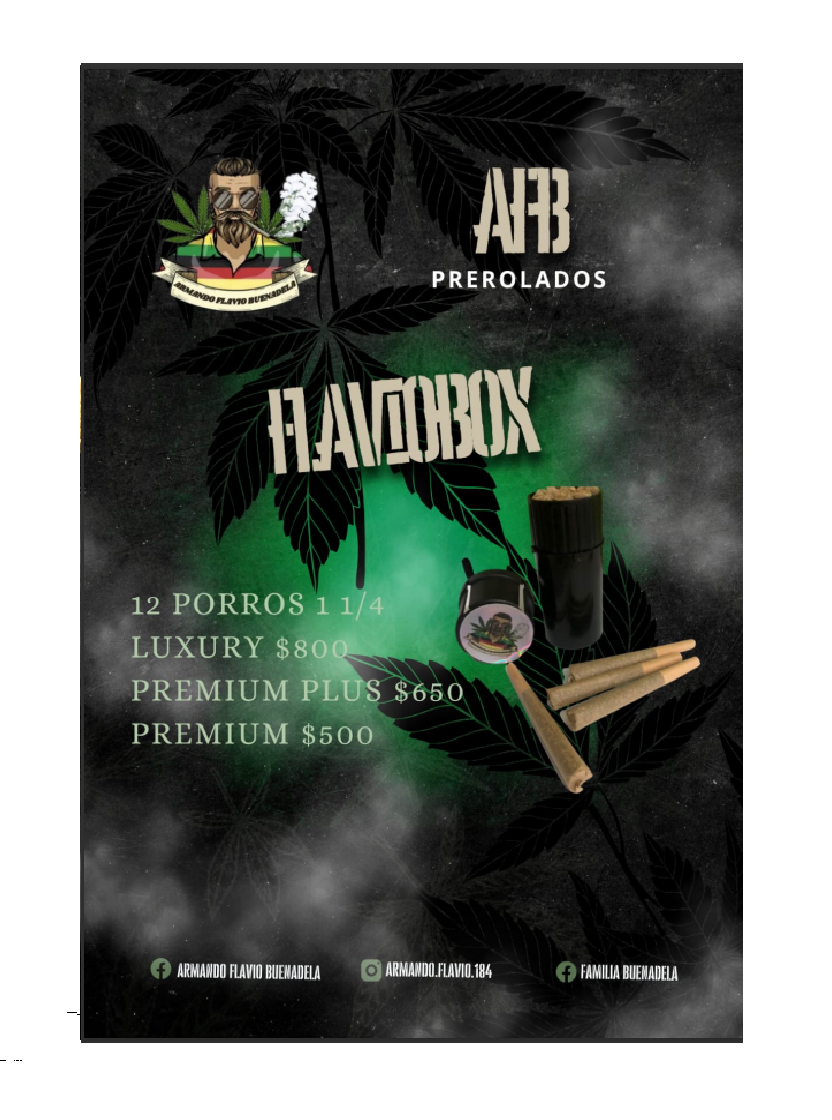 ARMANDO FLAVIO BUENADELA
AFB
PREROLADOS
FLAVIOBOX
12 PORROS 1 1/4
LUXURY $800
PREMIUM PLUS $650
PREMIUM $500
ARMANDO FLAVIO BUENADELA
ARMANDO.FLAVIO.184
FAMILIA BUENADELA